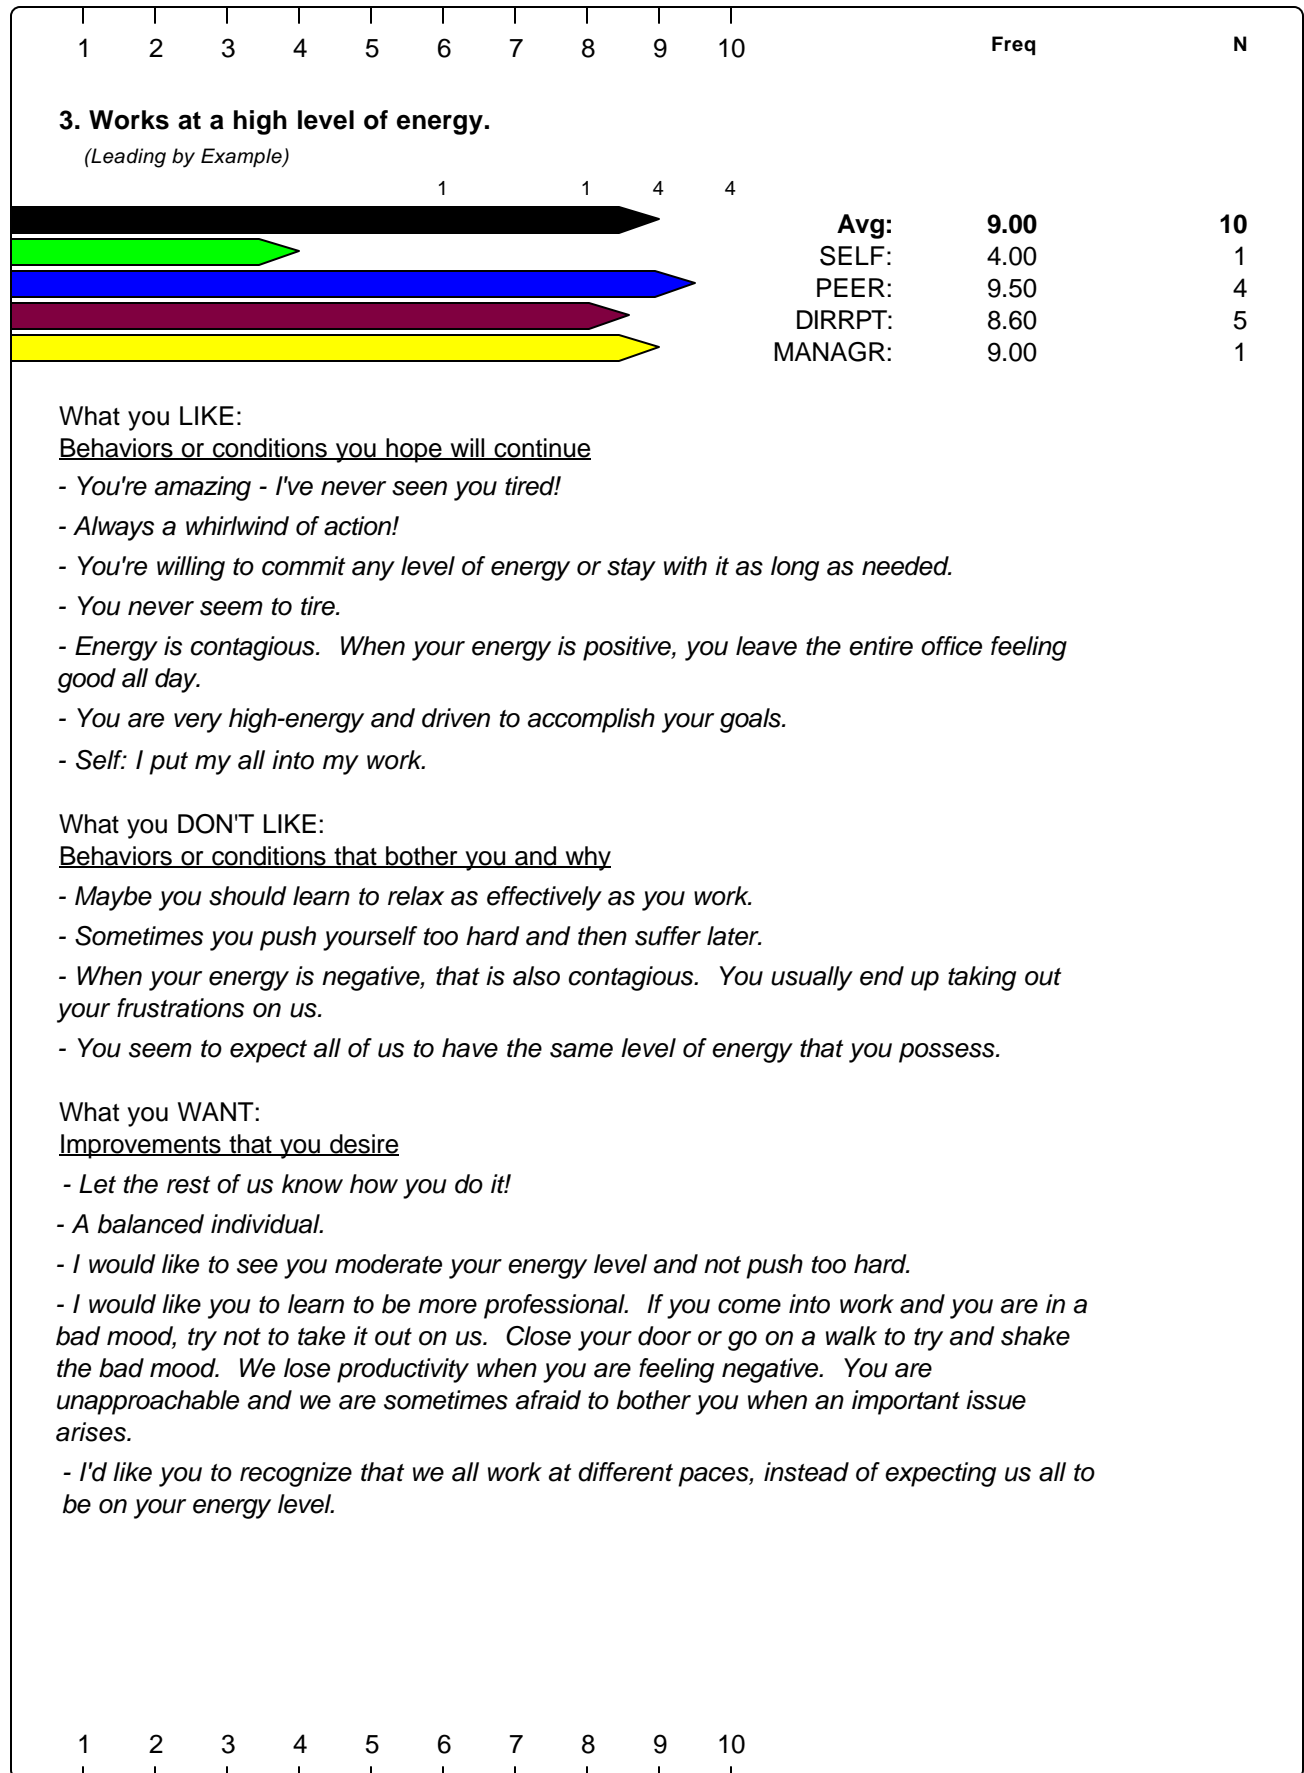 1 2 3 4 5 6 7 8 9 10 Freq N
3. Works at a high level of energy.
(Leading by Example)
1 1 4 4
Avg: 9.00 10
SELF: 4.00 1
PEER: 9.50 4
DIRRPT: 8.60 5
MANAGR: 9.00 1
What you LIKE:
Behaviors or conditions you hope will continue
- You're amazing - I've never seen you tired!
- Always a whirlwind of action!
- You're willing to commit any level of energy or stay with it as long as needed.
- You never seem to tire.
- Energy is contagious.  When your energy is positive, you leave the entire office feeling
good all day.
- You are very high-energy and driven to accomplish your goals.
- Self: I put my all into my work.
What you DON'T LIKE:
Behaviors or conditions that bother you and why
- Maybe you should learn to relax as effectively as you work.
- Sometimes you push yourself too hard and then suffer later.
- When your energy is negative, that is also contagious.  You usually end up taking out
your frustrations on us.
- You seem to expect all of us to have the same level of energy that you possess.
What you WANT:
Improvements that you desire
- Let the rest of us know how you do it!
- A balanced individual.
- I would like to see you moderate your energy level and not push too hard.
- I would like you to learn to be more professional.  If you come into work and you are in a
bad mood, try not to take it out on us.  Close your door or go on a walk to try and shake
the bad mood.  We lose productivity when you are feeling negative.  You are
unapproachable and we are sometimes afraid to bother you when an important issue
arises.
- I'd like you to recognize that we all work at different paces, instead of expecting us all to
be on your energy level.
1 2 3 4 5 6 7 8 9 10